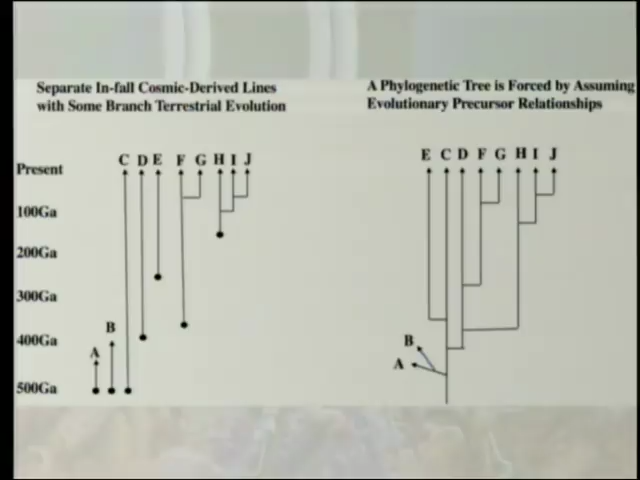 Separate In-fall Cosmic-Derived Lines
with Some Branch Terrestrial Evolution
C D E F G H I J
Present
100Ga
200Ga
300Ga
400Ga
500Ga
B
A
A Phylogenetic Tree is Forced by Assuming
Evolutionary Precursor Relationships
E C D F G H I J
B
A